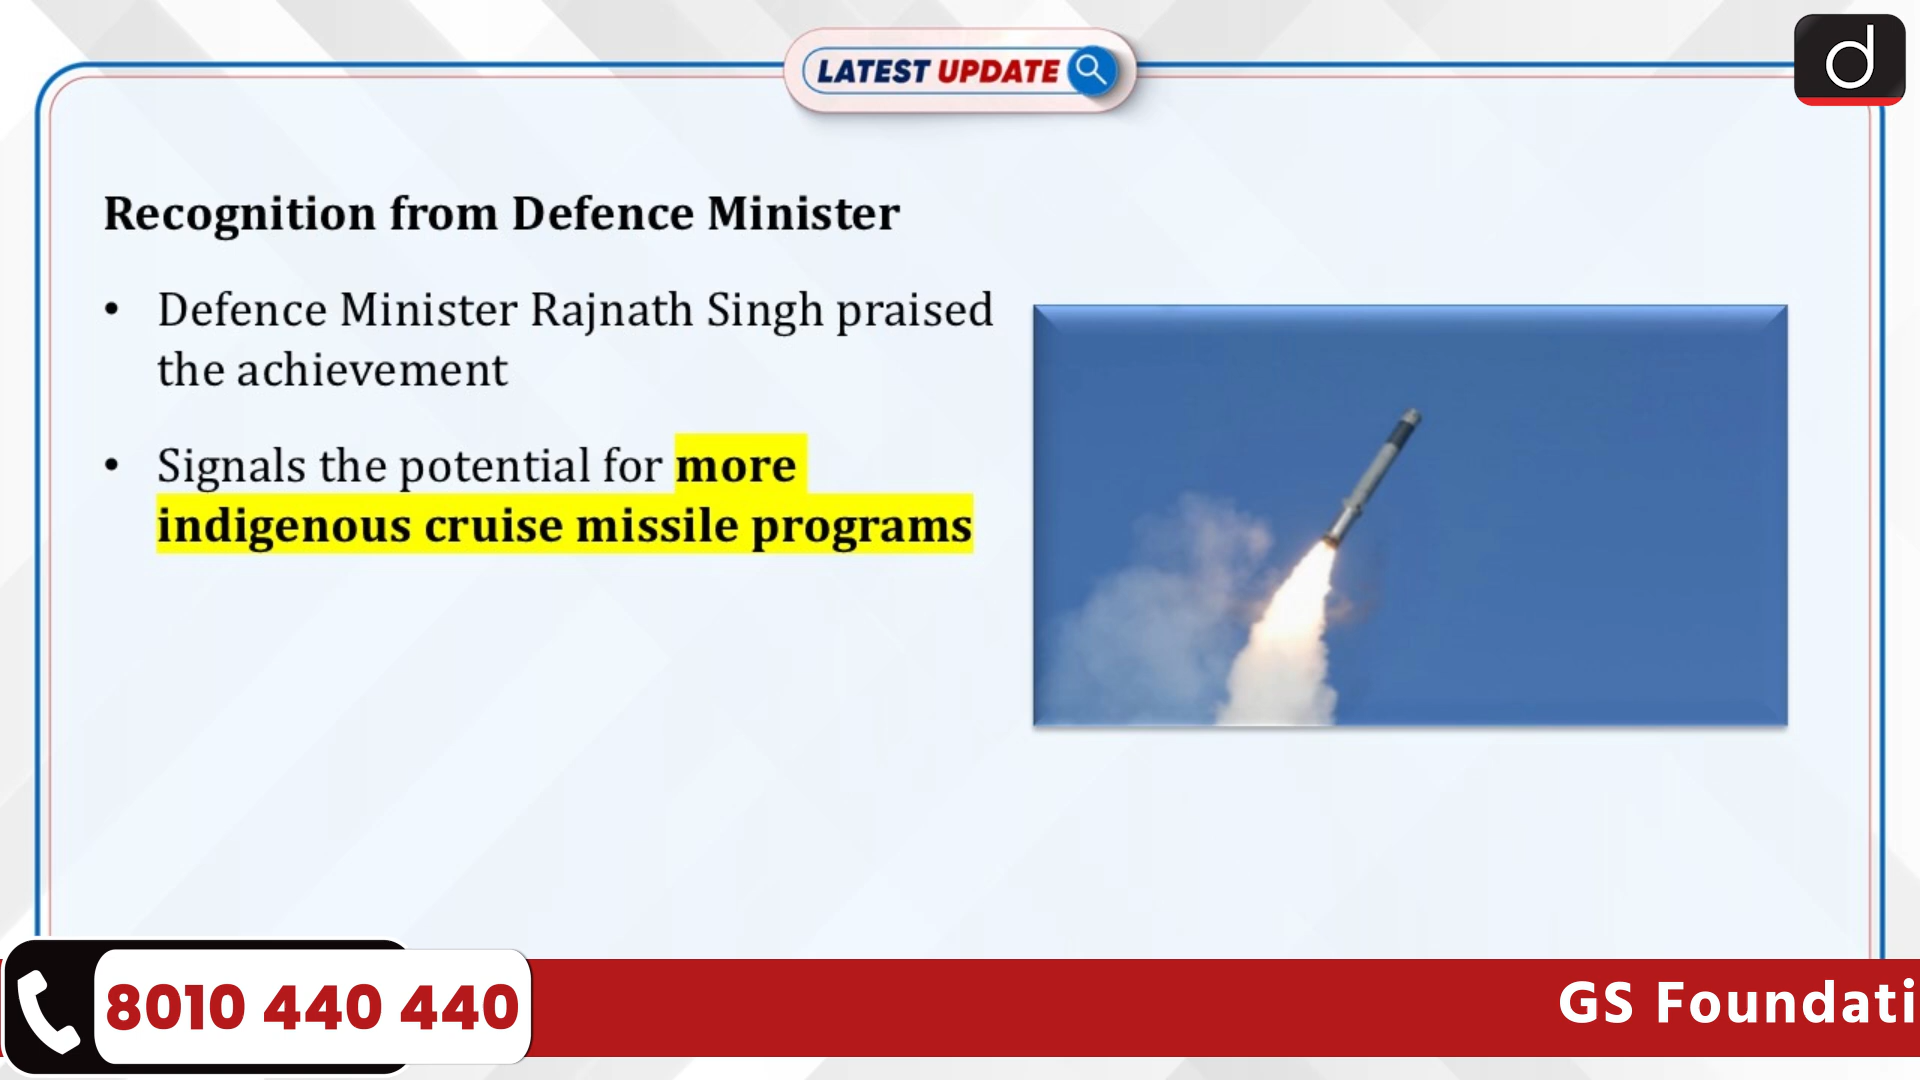 LATEST UPDATE
d
Recognition from Defence Minister
• Defence Minister Rajnath Singh praised
the achievement
• Signals the potential for more
indigenous cruise missile programs
8010 440 440
GS Foundati